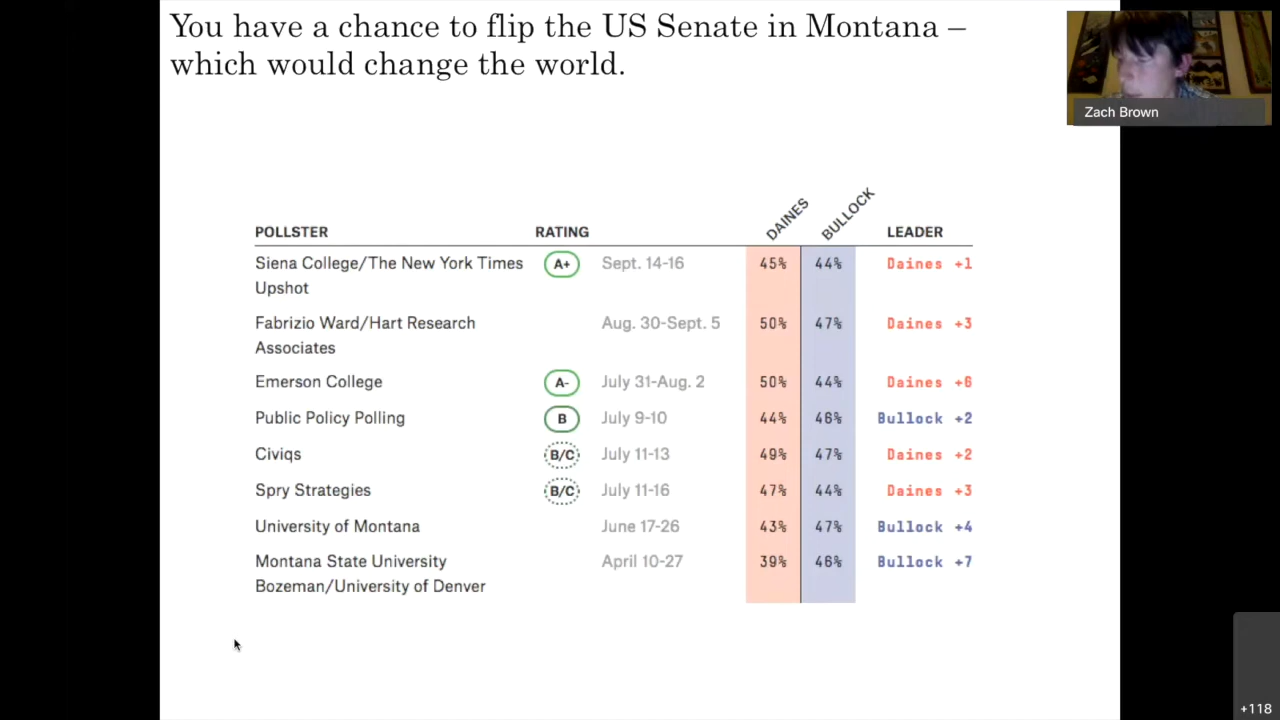 You have a chance to flip the US Senate in Montana –
which would change the world.
Zach Brown
POLLSTER RATING DAINES BULLOCK LEADER
Siena College/The New York Times A+ Sept. 14-16 45% 44% Daines +1
Upshot
Fabrizio Ward/Hart Research Aug. 30-Sept. 5 50% 47% Daines +3
Associates
Emerson College A- July 31-Aug. 2 50% 44% Daines +6
Public Policy Polling B July 9-10 44% 46% Bullock +2
Civiqs B/C July 11-13 49% 47% Daines +2
Spry Strategies B/C July 11-16 47% 44% Daines +3
University of Montana June 17-26 43% 47% Bullock +4
Montana State University April 10-27 39% 46% Bullock +7
Bozeman/University of Denver
+118